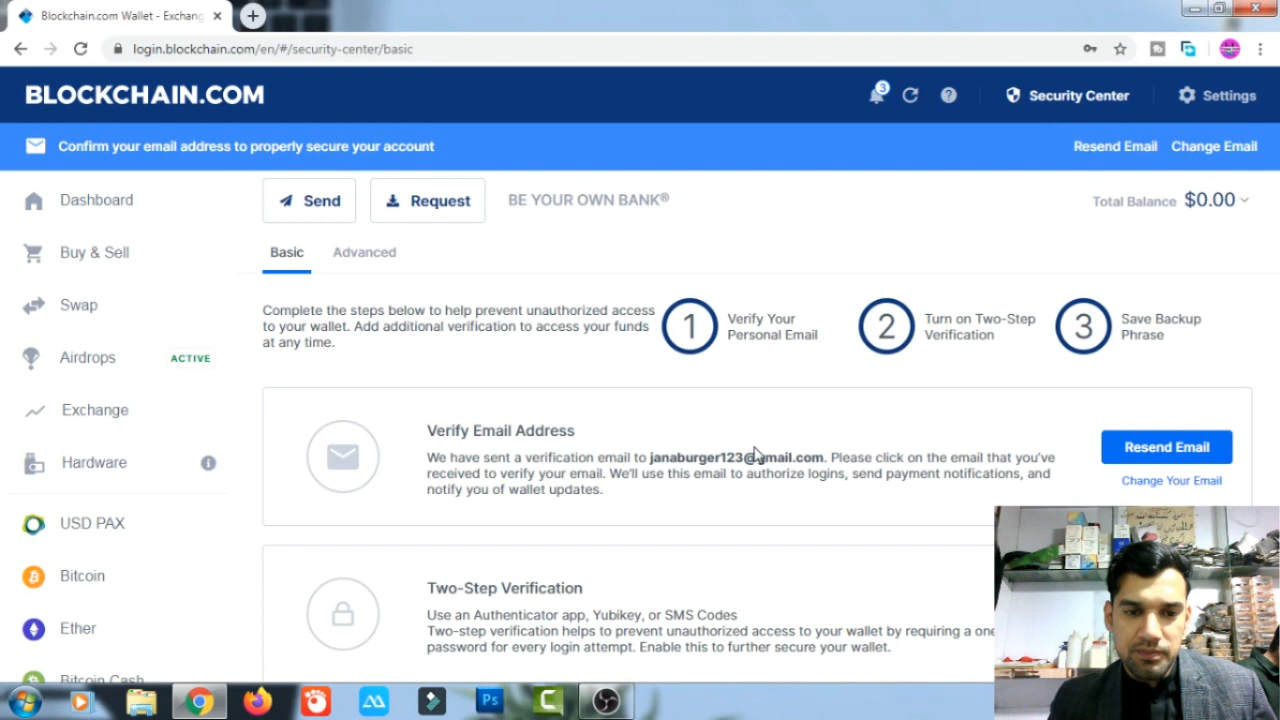 Blockchain.com Wallet - Exchang
login.blockchain.com/en/#/security-center/basic
BLOCKCHAIN.COM
3
Security Center
Settings
Confirm your email address to properly secure your account
Resend Email
Change Email
Dashboard
Send
Request
BE YOUR OWN BANK®
Total Balance $0.00
Buy & Sell
Basic
Advanced
Swap
Complete the steps below to help prevent unauthorized access
to your wallet. Add additional verification to access your funds
at any time.
1
Verify Your
Personal Email
2
Turn on Two-Step
Verification
3
Save Backup
Phrase
Airdrops
ACTIVE
Exchange
Hardware
Verify Email Address
We have sent a verification email to janaburger123@gmail.com. Please click on the email that you've
received to verify your email. We'll use this email to authorize logins, send payment notifications, and
notify you of wallet updates.
Resend Email
Change Your Email
USD PAX
Bitcoin
Ether
Bitcoin Cash
Two-Step Verification
Use an Authenticator app, Yubikey, or SMS Codes
Two-step verification helps to prevent unauthorized access to your wallet by requiring a one
password for every login attempt. Enable this to further secure your wallet.
Ps